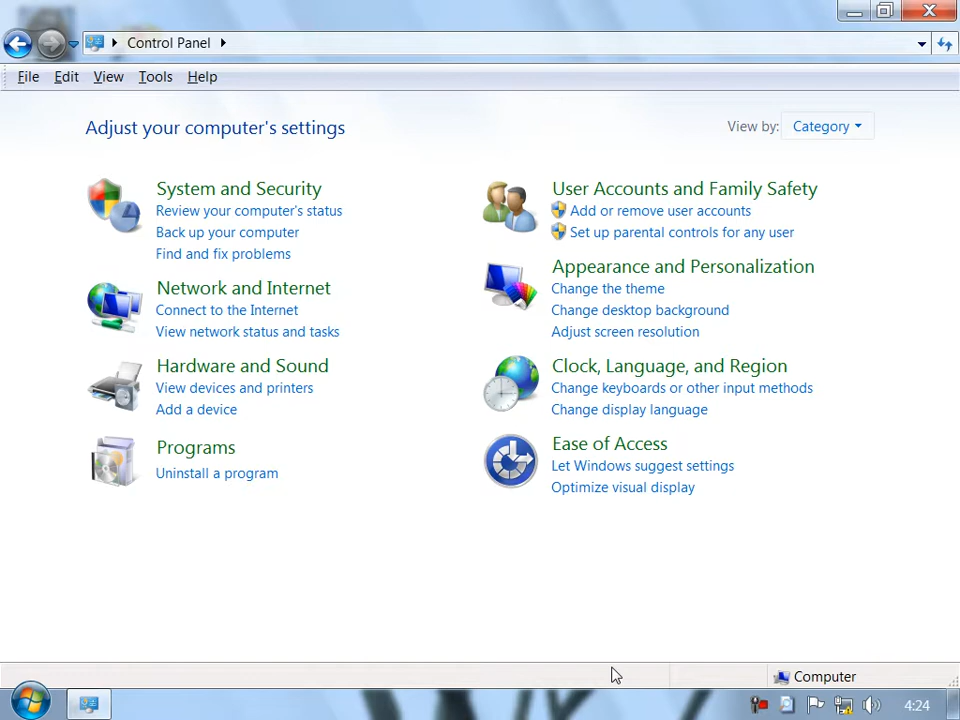 Control Panel
File Edit View Tools Help
Adjust your computer's settings
View by: Category
System and Security
Review your computer's status
Back up your computer
Find and fix problems
Network and Internet
Connect to the Internet
View network status and tasks
Hardware and Sound
View devices and printers
Add a device
Programs
Uninstall a program
User Accounts and Family Safety
Add or remove user accounts
Set up parental controls for any user
Appearance and Personalization
Change the theme
Change desktop background
Adjust screen resolution
Clock, Language, and Region
Change keyboards or other input methods
Change display language
Ease of Access
Let Windows suggest settings
Optimize visual display
Computer
4:24